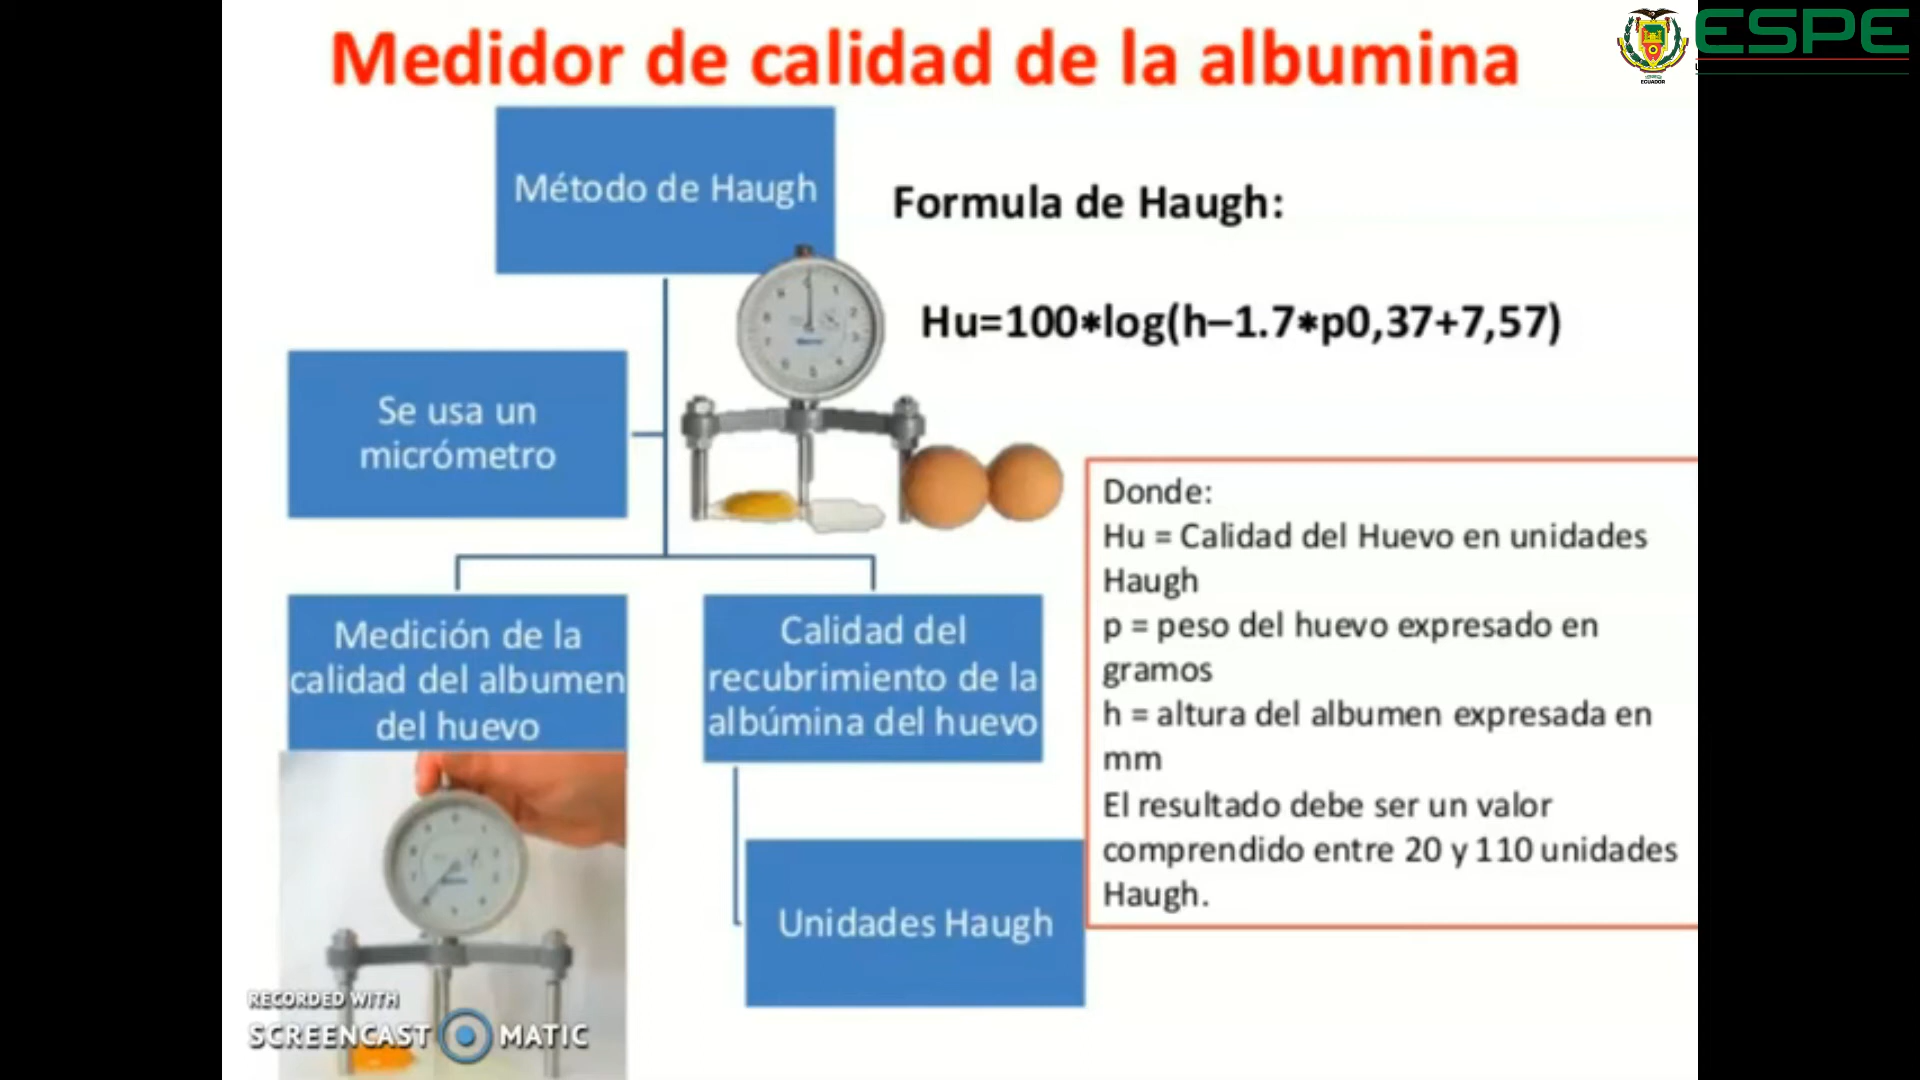 Medidor de calidad de la albumina
ESPE
ECUADOR
Método de Haugh
Formula de Haugh:
Hu=100*log(h–1.7*p0,37+7,57)
Se usa un
micrómetro
Medición de la
calidad del albumen
del huevo
Calidad del
recubrimiento de la
albúmina del huevo
Unidades Haugh
Donde:
Hu = Calidad del Huevo en unidades
Haugh
p = peso del huevo expresado en
gramos
h = altura del albumen expresada en
mm
El resultado debe ser un valor
comprendido entre 20 y 110 unidades
Haugh.
RECORDED WITH
SCREENCAST MATIC